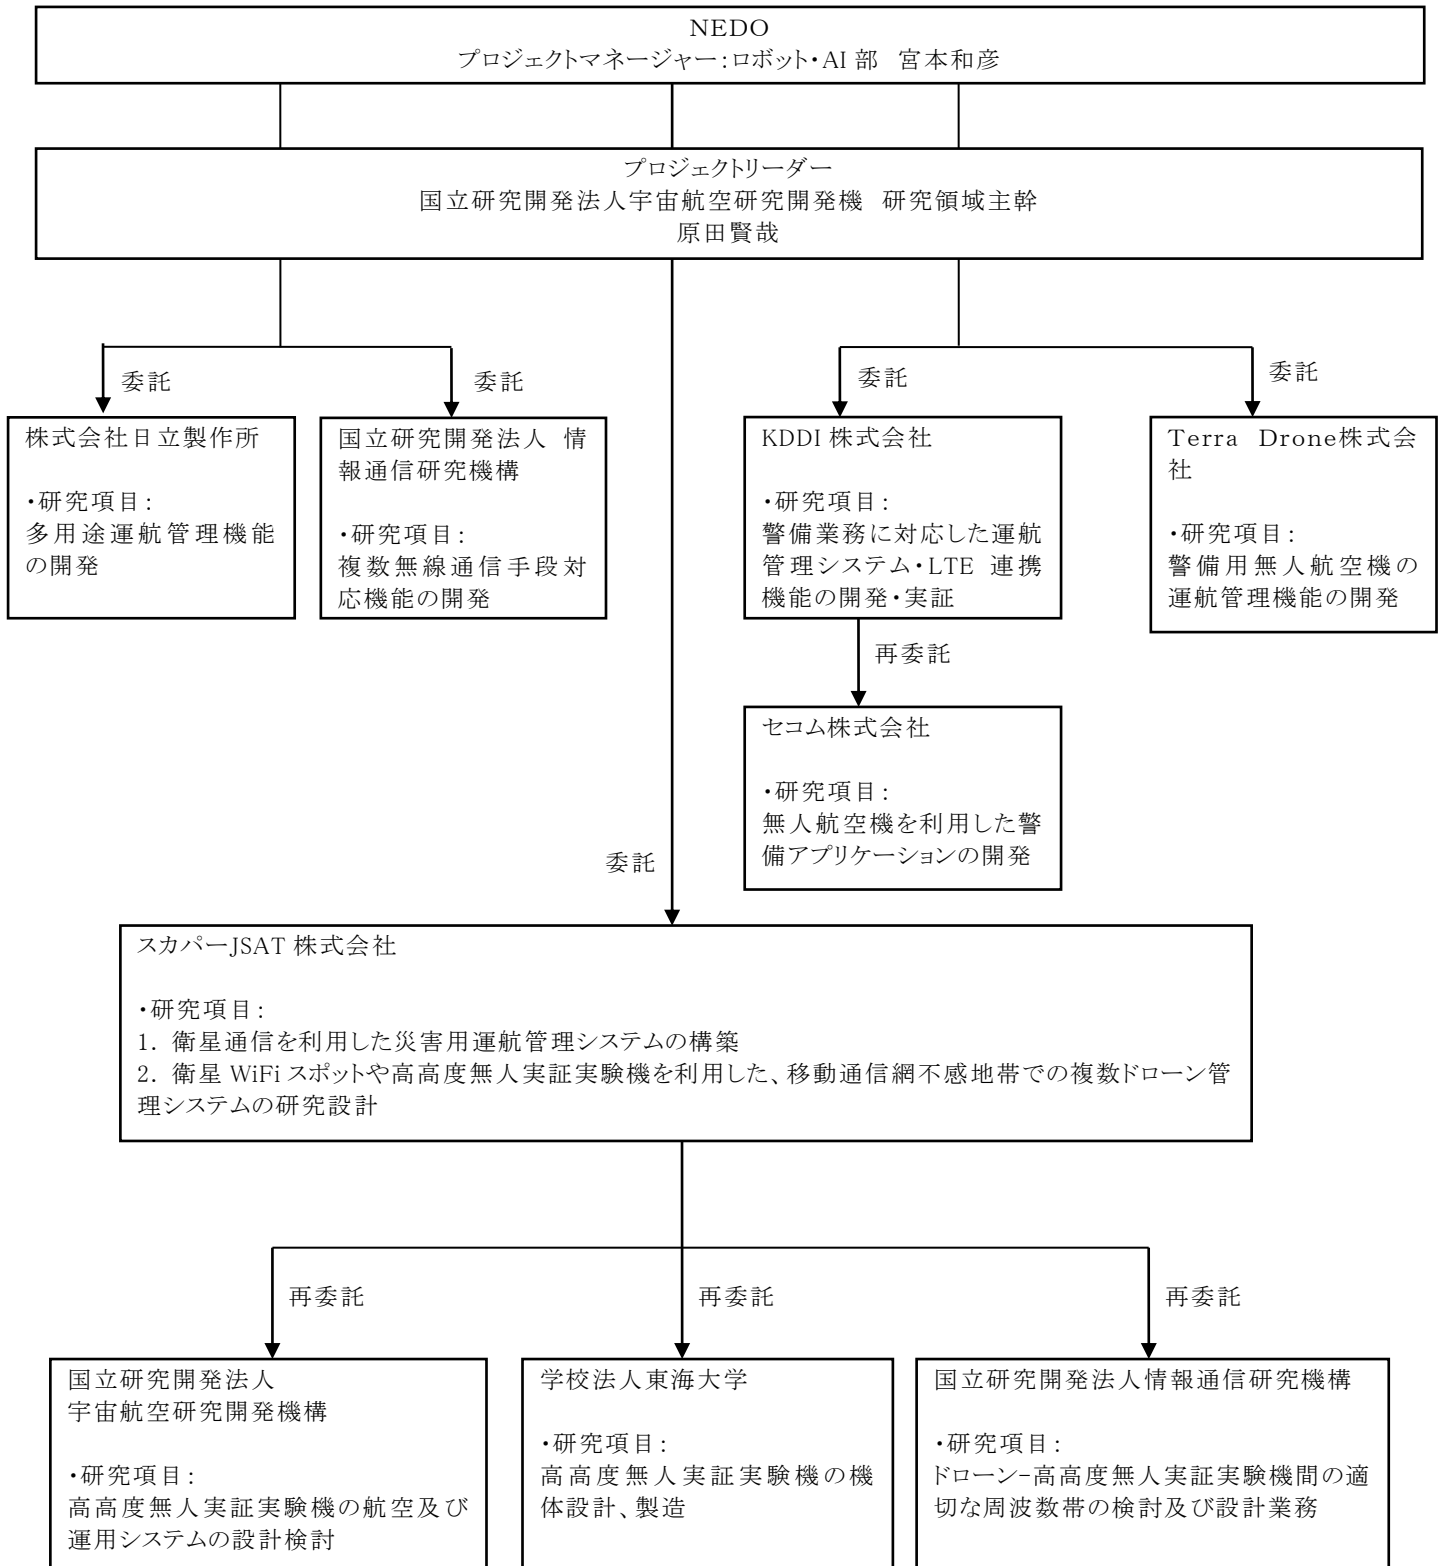 NEDO
プロジェクトマネージャー：ロボット・AI 部　宮本和彦
プロジェクトリーダー
国立研究開発法人宇宙航空研究開発機　研究領域主幹
原田賢哉
委託
委託
委託
委託
株式会社日立製作所
・研究項目：
多用途運航管理機能
の開発
国立研究開発法人 情
報通信研究機構
・研究項目：
複数無線通信手段対
応機能の開発
KDDI 株式会社
・研究項目：
警備業務に対応した運航
管理システム・LTE 連携
機能の開発・実証
Terra Drone株式会
社
・研究項目：
警備用無人航空機の
運航管理機能の開発
再委託
セコム株式会社
・研究項目：
無人航空機を利用した警
備アプリケーションの開発
委託
スカパーJSAT 株式会社
・研究項目：
1. 衛星通信を利用した災害用運航管理システムの構築
2. 衛星 WiFi スポットや高高度無人実証実験機を利用した、移動通信網不感地帯での複数ドローン管
理システムの研究設計
再委託
再委託
再委託
国立研究開発法人
宇宙航空研究開発機構
・研究項目：
高高度無人実証実験機の航空及び
運用システムの設計検討
学校法人東海大学
・研究項目：
高高度無人実証実験機の機
体設計、製造
国立研究開発法人情報通信研究機構
・研究項目：
ドローン-高高度無人実証実験機間の適
切な周波数帯の検討及び設計業務